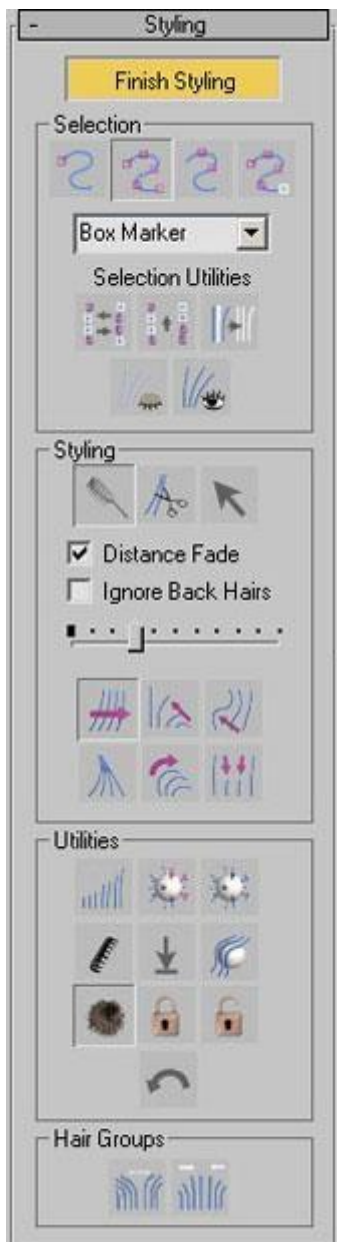 - Styling
Finish Styling
Selection
Box Marker
Selection Utilities
Styling
Distance Fade
Ignore Back Hairs
Utilities
Hair Groups